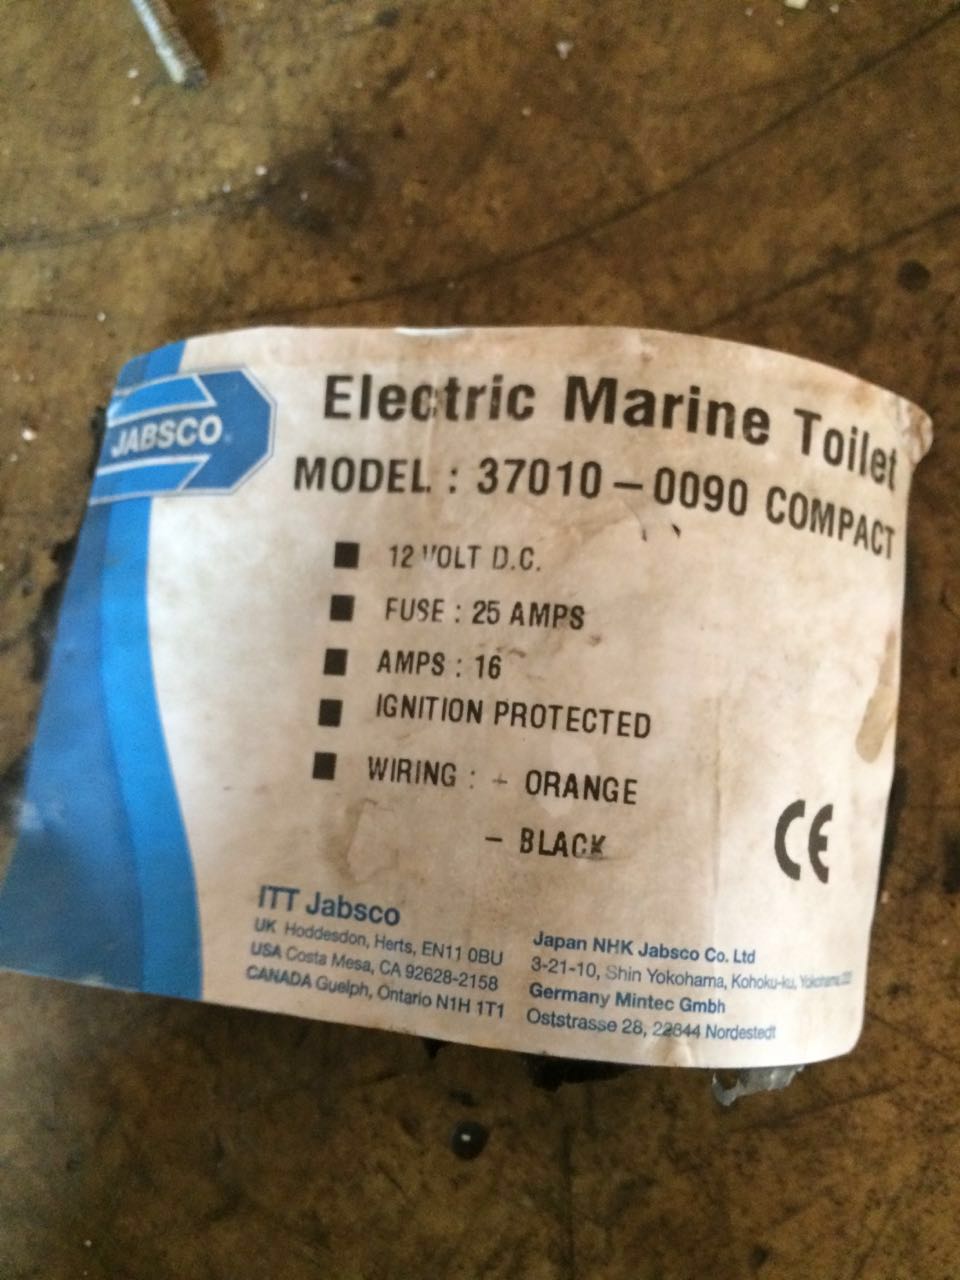 JABSCO
Electric Marine Toilet
MODEL : 37010-0090 COMPACT
■ 12 VOLT D.C.
■ FUSE : 25 AMPS
■ AMPS : 16
■ IGNITION PROTECTED
■ WIRING : + ORANGE
- BLACK
CE
ITT Jabsco
UK Hoddesdon, Herts, EN11 0BU
USA Costa Mesa, CA 92628-2158
CANADA Guelph, Ontario N1H 1T1
Japan NHK Jabsco Co. Ltd
3-21-10, Shin Yokohama, Kohoku-ku, Yokohama
Germany Mintec Gmbh
Oststrasse 28, 22844 Nordestedt